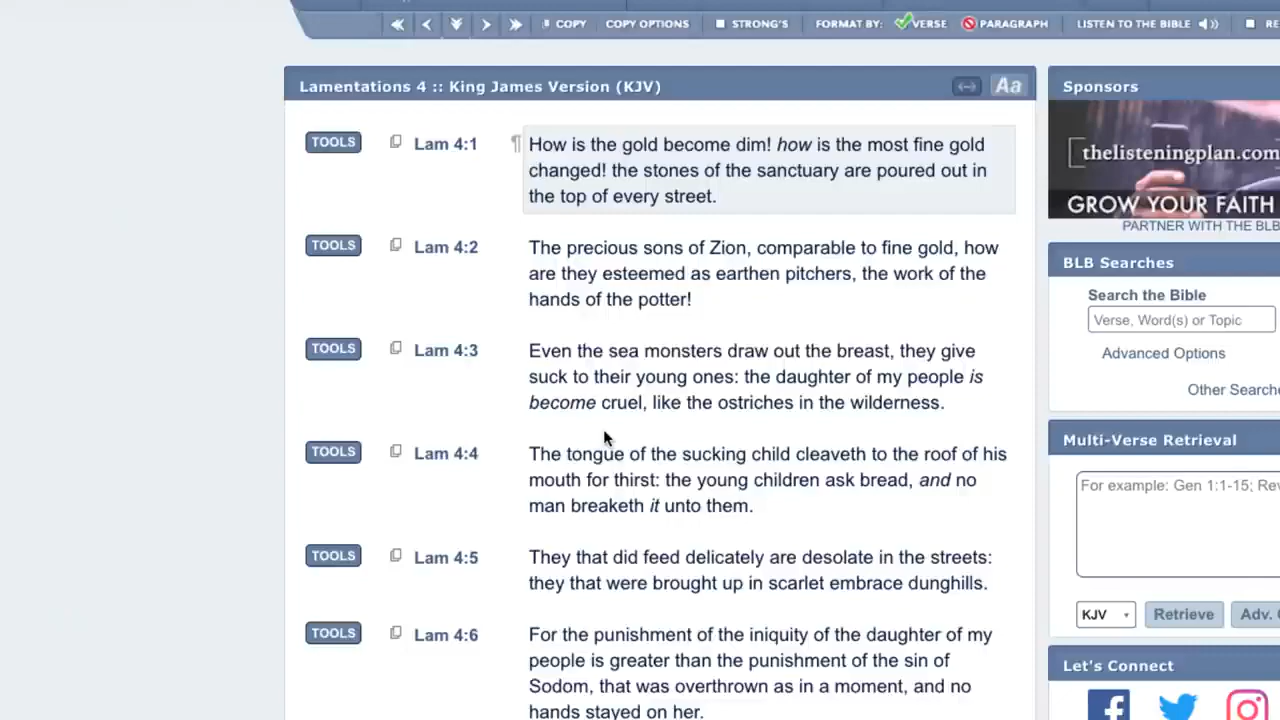 COPY COPY OPTIONS STRONG'S FORMAT BY: VERSE PARAGRAPH LISTEN TO THE BIBLE RE
Lamentations 4 :: King James Version (KJV) Aa
TOOLS Lam 4:1 ¶ How is the gold become dim! how is the most fine gold
changed! the stones of the sanctuary are poured out in
the top of every street.
TOOLS Lam 4:2 The precious sons of Zion, comparable to fine gold, how
are they esteemed as earthen pitchers, the work of the
hands of the potter!
TOOLS Lam 4:3 Even the sea monsters draw out the breast, they give
suck to their young ones: the daughter of my people is
become cruel, like the ostriches in the wilderness.
TOOLS Lam 4:4 The tongue of the sucking child cleaveth to the roof of his
mouth for thirst: the young children ask bread, and no
man breaketh it unto them.
TOOLS Lam 4:5 They that did feed delicately are desolate in the streets:
they that were brought up in scarlet embrace dunghills.
TOOLS Lam 4:6 For the punishment of the iniquity of the daughter of my
people is greater than the punishment of the sin of
Sodom, that was overthrown as in a moment, and no
hands stayed on her.
Sponsors
thelisteningplan.com
GROW YOUR FAITH
PARTNER WITH THE BLB
BLB Searches
Search the Bible
Verse, Word(s) or Topic
Advanced Options
Other Searche
Multi-Verse Retrieval
For example: Gen 1:1-15; Rev
KJV Retrieve Adv.
Let's Connect